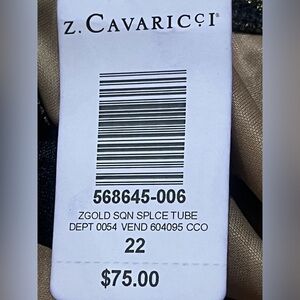 Z. CAVARICCI®
568645-006
ZGOLD SQN SPLCE TUBE
DEPT 0054 VEND 604095 CCO
22
$75.00